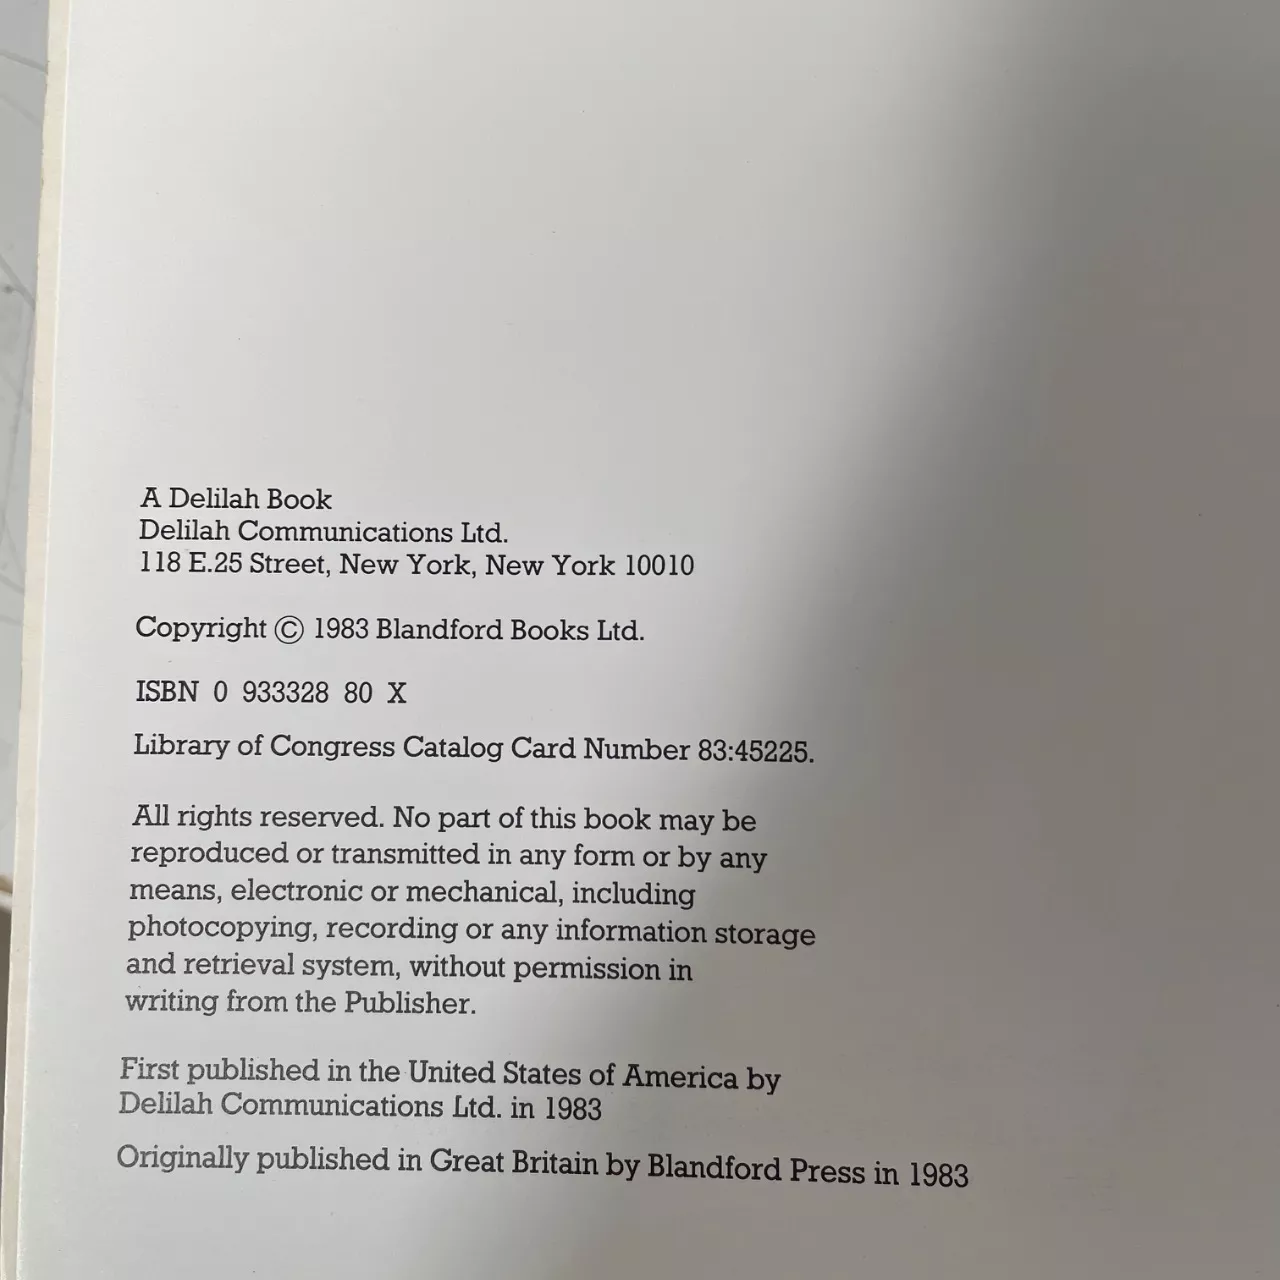 A Delilah Book
Delilah Communications Ltd.
118 E.25 Street, New York, New York 10010
Copyright © 1983 Blandford Books Ltd.
ISBN 0 933328 80 X
Library of Congress Catalog Card Number 83:45225.
All rights reserved. No part of this book may be
reproduced or transmitted in any form or by any
means, electronic or mechanical, including
photocopying, recording or any information storage
and retrieval system, without permission in
writing from the Publisher.
First published in the United States of America by
Delilah Communications Ltd. in 1983
Originally published in Great Britain by Blandford Press in 1983